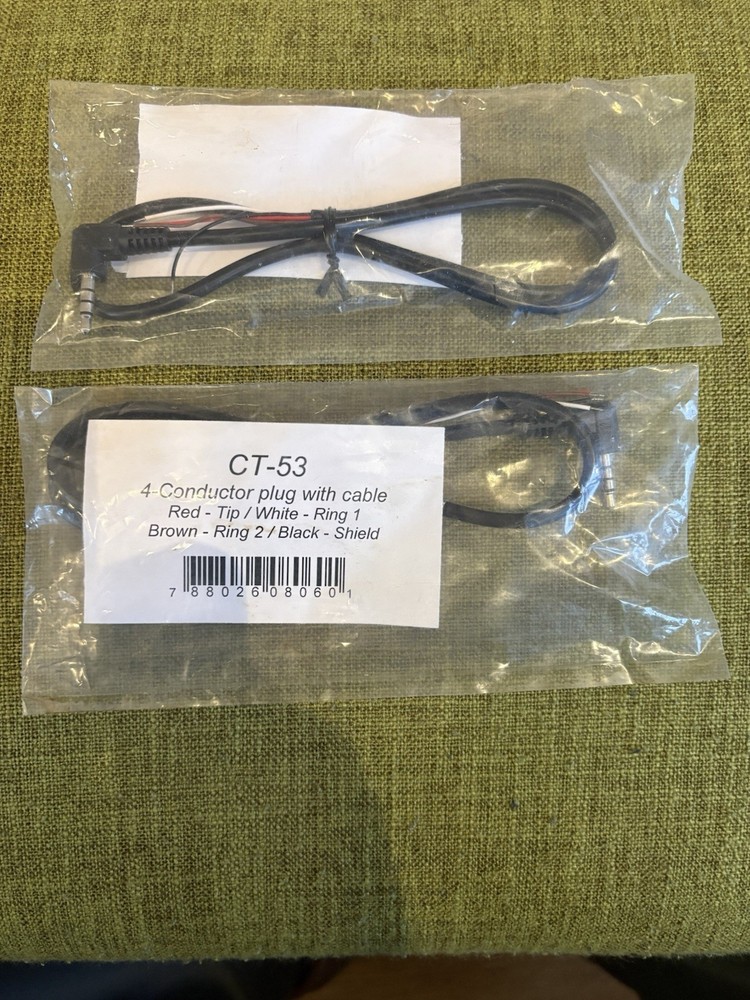 CT-53
4-Conductor plug with cable
Red - Tip / White - Ring 1
Brown - Ring 2 / Black - Shield
7 88026 08060 1